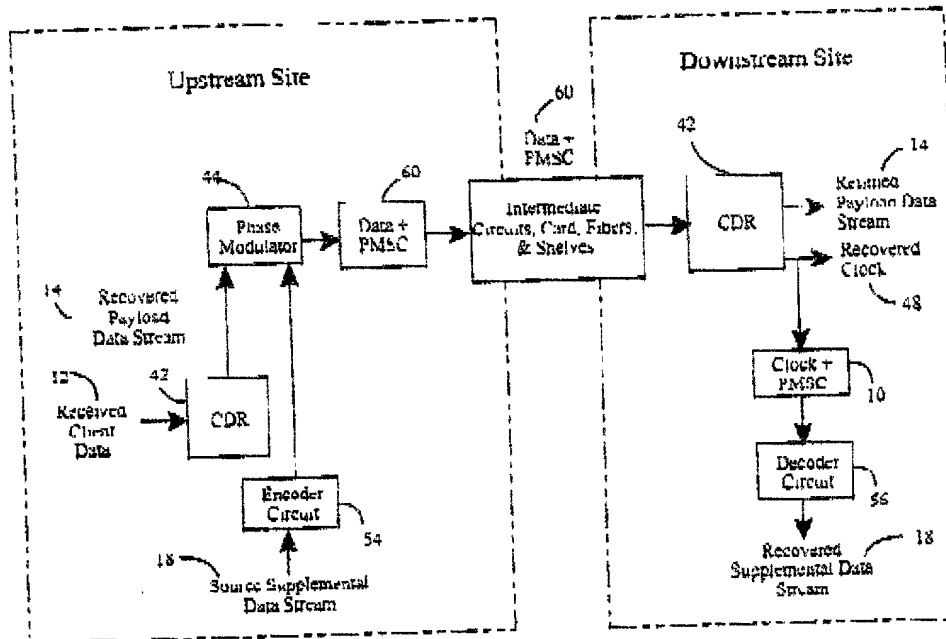 Upstream Site
Downstream Site
60
Data +
PMSC
42
14
44
60
Phase
Modulator
Data +
PMSC
Intermediate
Circuits, Card, Fibers,
& Shelves
CDR
Retimed
Payload Data
Stream
Recovered
Clock
48
14
Recovered
Payload
Data Stream
12
42
Received
Client
Data
CDR
Clock +
PMSC
10
Encoder
Circuit
54
Decoder
Circuit
56
18
Source Supplemental
Data Stream
Recovered
Supplemental Data
Stream
18